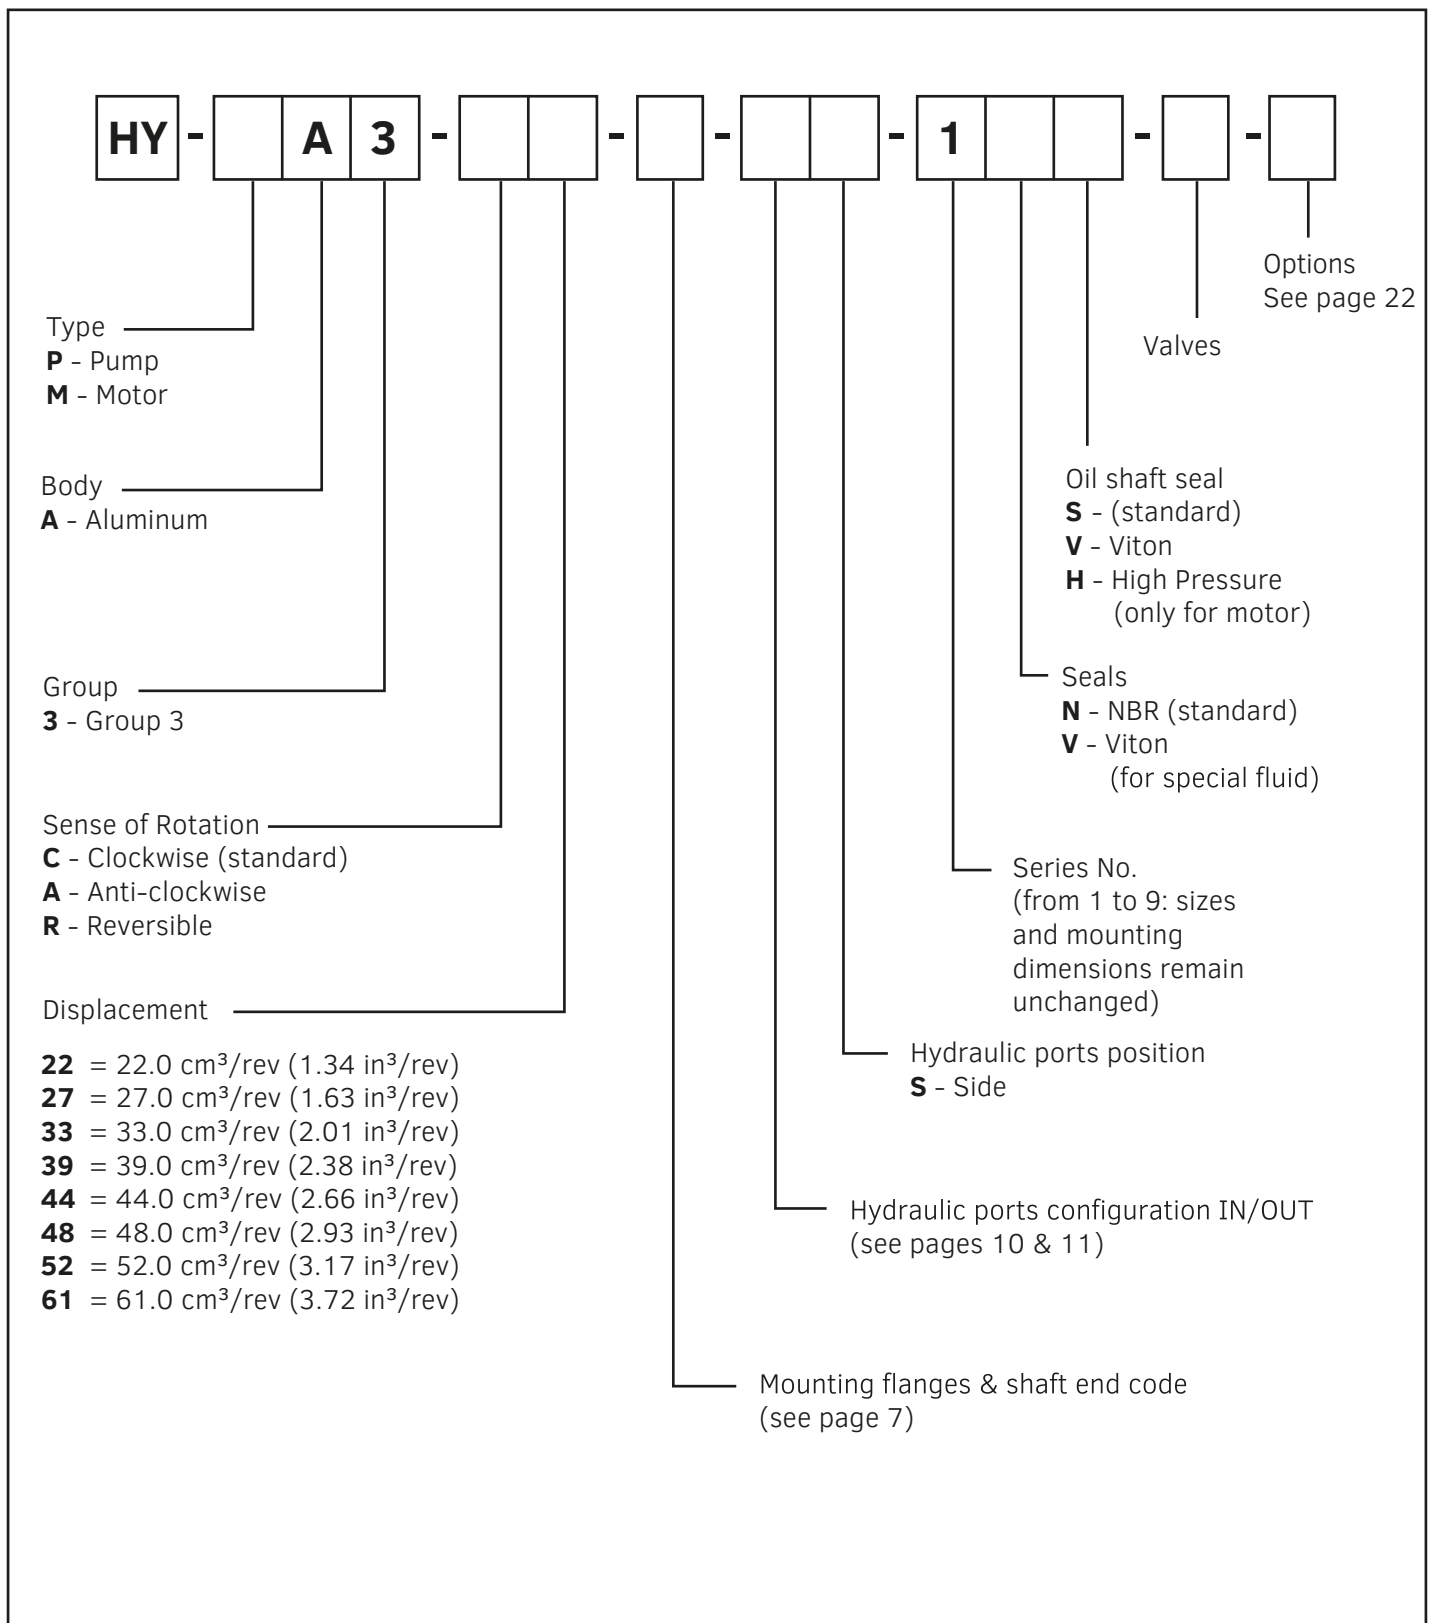 HY - A 3 - - - - 1 - -
Options
See page 22
Valves
Type
P - Pump
M - Motor
Body
A - Aluminum
Group
3 - Group 3
Sense of Rotation
C - Clockwise (standard)
A - Anti-clockwise
R - Reversible
Displacement
22 = 22.0 cm³/rev (1.34 in³/rev)
27 = 27.0 cm³/rev (1.63 in³/rev)
33 = 33.0 cm³/rev (2.01 in³/rev)
39 = 39.0 cm³/rev (2.38 in³/rev)
44 = 44.0 cm³/rev (2.66 in³/rev)
48 = 48.0 cm³/rev (2.93 in³/rev)
52 = 52.0 cm³/rev (3.17 in³/rev)
61 = 61.0 cm³/rev (3.72 in³/rev)
Oil shaft seal
S - (standard)
V - Viton
H - High Pressure
(only for motor)
Seals
N - NBR (standard)
V - Viton
(for special fluid)
Series No.
(from 1 to 9: sizes
and mounting
dimensions remain
unchanged)
Hydraulic ports position
S - Side
Hydraulic ports configuration IN/OUT
(see pages 10 & 11)
Mounting flanges & shaft end code
(see page 7)